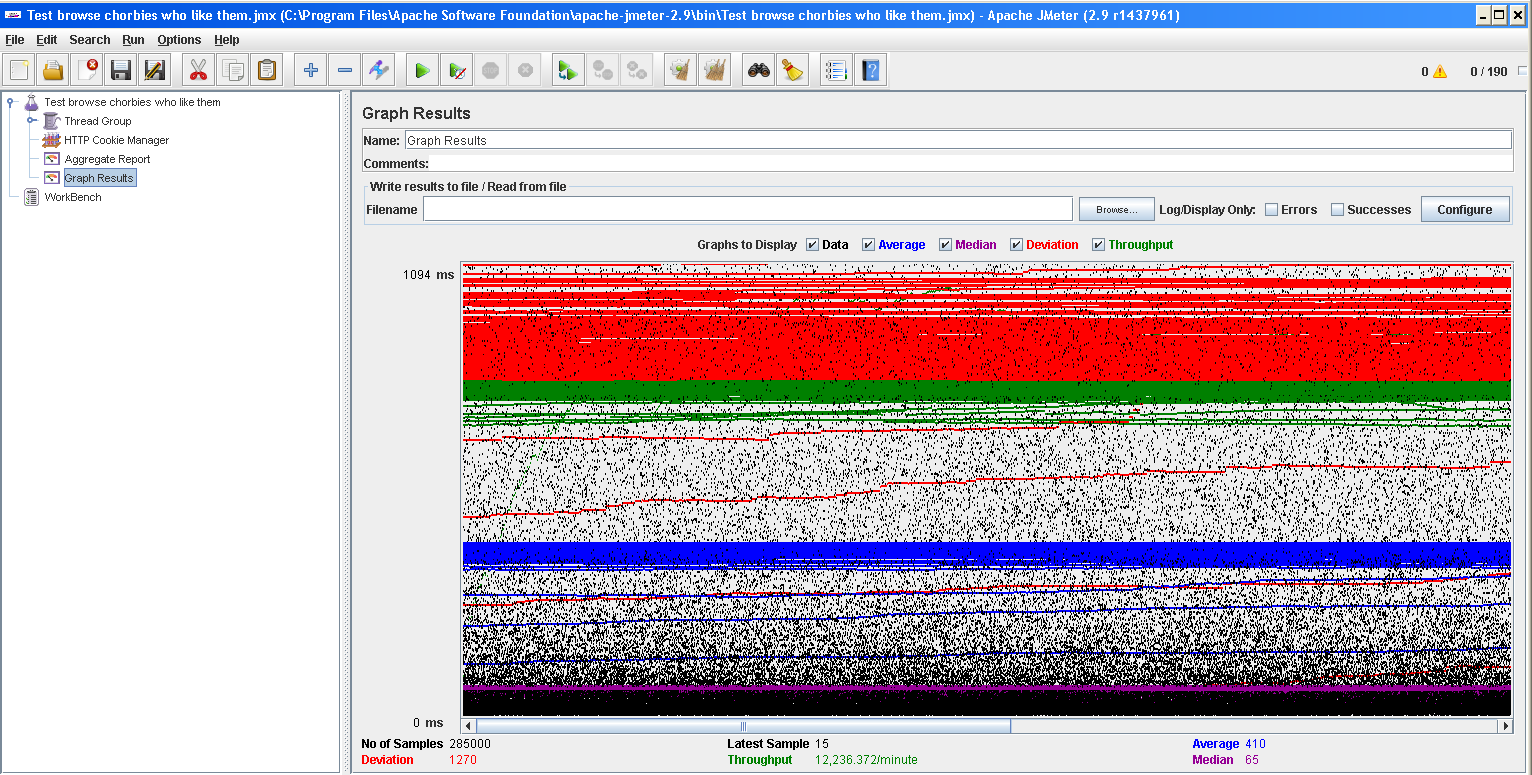 Test browse chorbies who like them.jmx (C:\Program Files\Apache Software Foundation\apache-jmeter-2.9\bin\Test browse chorbies who like them.jmx) - Apache JMeter (2.9 r1437961)
File Edit Search Run Options Help
0 0 / 190
Test browse chorbies who like them
Thread Group
HTTP Cookie Manager
Aggregate Report
Graph Results
WorkBench
Graph Results
Name: Graph Results
Comments:
Write results to file / Read from file
Filename Browse... Log/Display Only: Errors Successes Configure
Graphs to Display Data Average Median Deviation Throughput
1094 ms
0 ms
No of Samples 285000 Latest Sample 15 Average 410
Deviation 1270 Throughput 12,236.372/minute Median 65